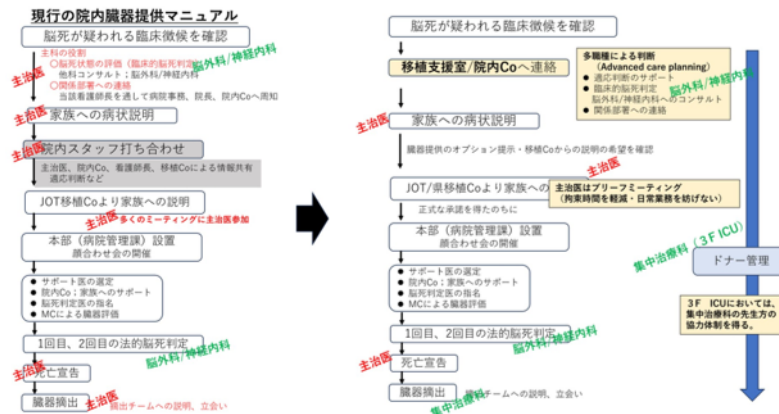 現行の院内臓器提供マニュアル
脳死が疑われる臨床徴候を確認
主科の役割
○脳死状態の評価（臨床的脳死判定）
脳外科/神経内科
他科コンサルト；脳外科/神経内科
主治医
○関係部署への連絡
当該看護師長を通して病院事務、院長、院内Coへ周知
主治医
家族への病状説明
主治医
院内スタッフ打ち合わせ
主治医、院内Co、看護師長、移植Coによる情報共有
適応判断など
JOT移植Coより家族への説明
主治医
多くのミーティングに主治医参加
本部（病院管理課）設置
顔合わせ会の開催
● サポート医の選定
● 院内Co；家族へのサポート
● 脳死判定医の指名
● MCによる臓器評価
1回目、2回目の法的脳死判定
脳外科/神経内科
主治医
死亡宣告
臓器摘出
主治医
摘出チームへの説明、立会い
脳死が疑われる臨床徴候を確認
移植支援室/院内Coへ連絡
多職種による判断
（Advanced care planning）
● 適応判断のサポート
● 臨床的脳死判定
脳外科/神経内科へのコンサルト
● 関係部署への連絡
脳外科/神経内科
主治医
家族への病状説明
臓器提供のオプション提示・移植Coからの説明の希望を確認
主治医
JOT/県移植Coより家族への
主治医はブリーフミーティング
（拘束時間を軽減・日常業務を妨げない）
正式な承諾を得たのちに
本部（病院管理課）設置
顔合わせ会の開催
集中治療科（３F ICU）
ドナー管理
● サポート医の選定
● 院内Co；家族へのサポート
● 脳死判定医の指名
● MCによる臓器評価
３F ICUにおいては、
集中治療科の先生方の
協力体制を得る。
1回目、2回目の法的脳死判定
脳外科/神経内科
主治医
死亡宣告
臓器摘出
集中治療科
チームへの説明、立会い